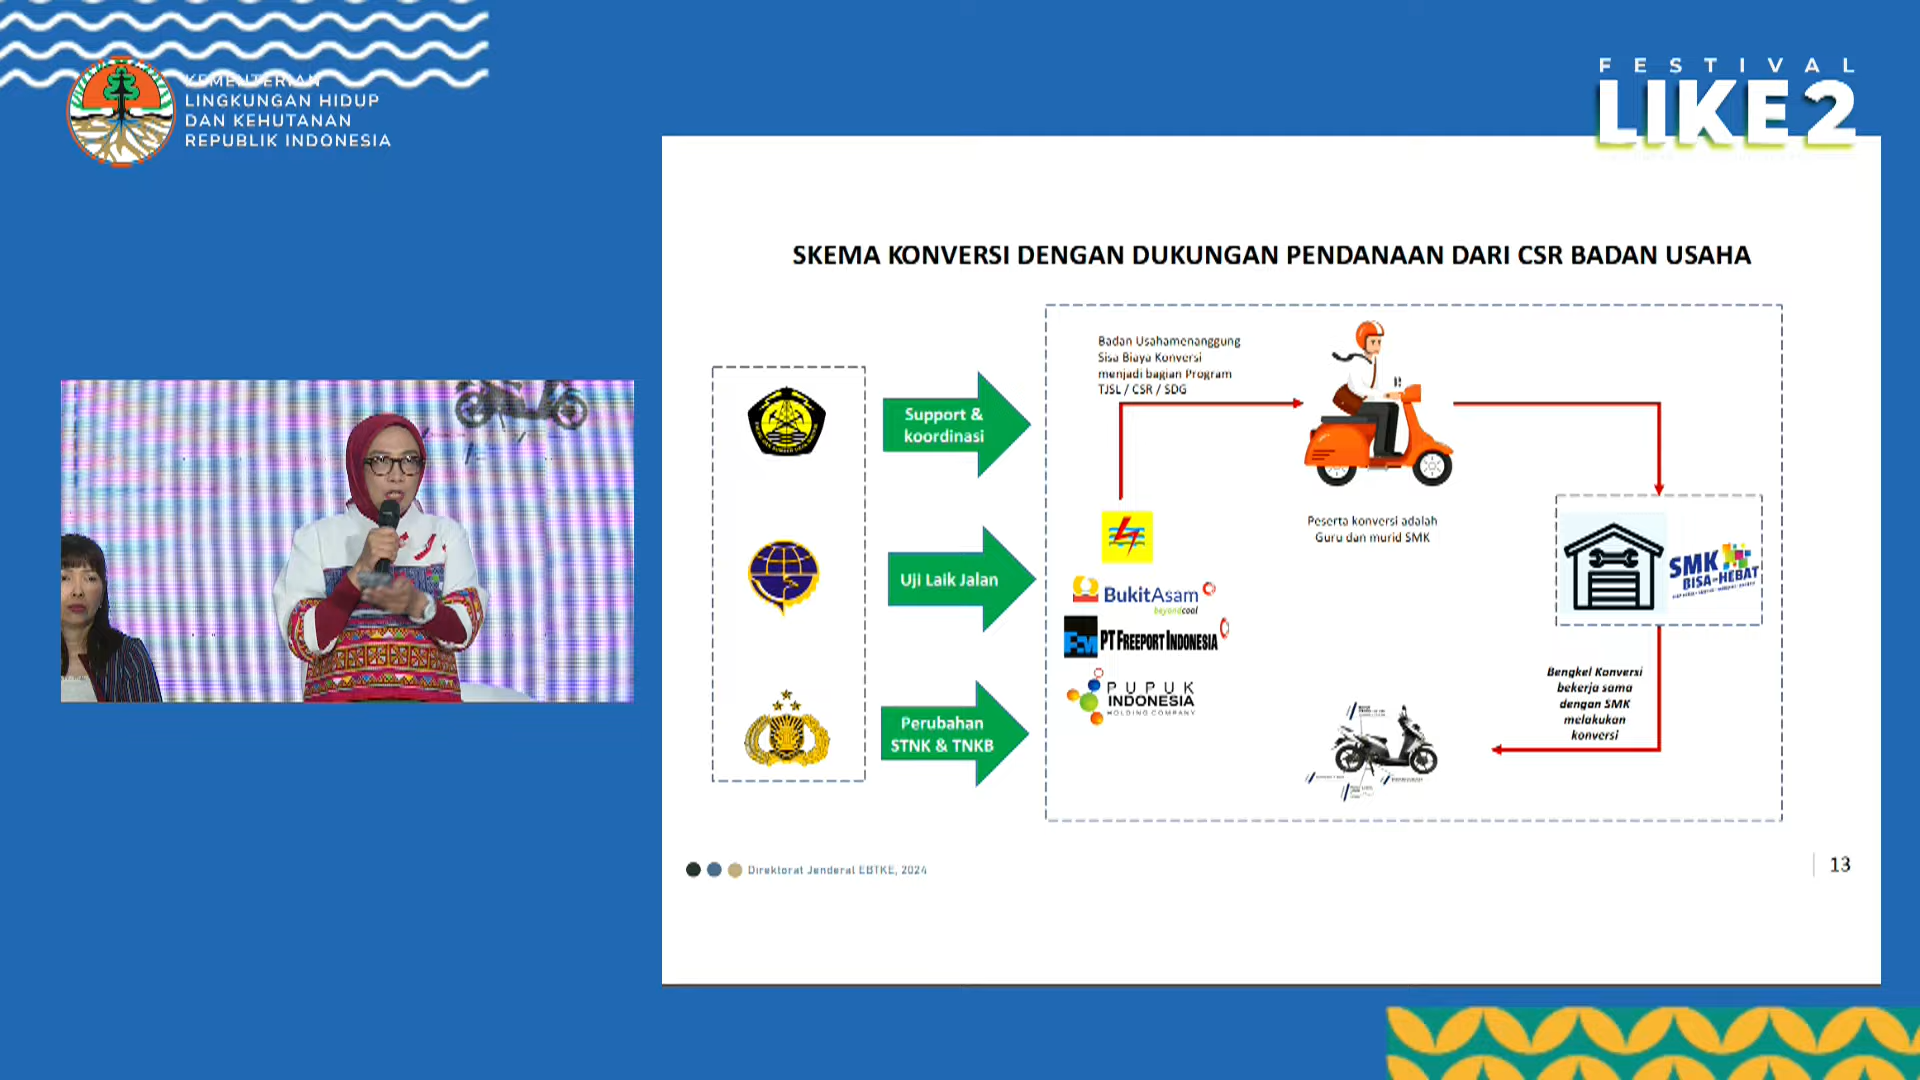 KEMENTERIAN
LINGKUNGAN HIDUP
DAN KEHUTANAN
REPUBLIK INDONESIA
FESTIVAL
LIKE 2
SKEMA KONVERSI DENGAN DUKUNGAN PENDANAAN DARI CSR BADAN USAHA
Support &
koordinasi
Uji Laik Jalan
Perubahan
STNK & TNKB
Badan Usahamenanggung
Sisa Biaya Konversi
menjadi bagian Program
TJSL / CSR / SDG
Peserta konversi adalah
Guru dan murid SMK
BukitAsam
beyondcoal
FM PT FREEPORT INDONESIA
PUPUK
INDONESIA
HOLDING COMPANY
SMK
BISA-HEBAT
Bengkel Konversi
bekerja sama
dengan SMK
melakukan
konversi
Direktorat Jenderal EBTKE, 2024
13